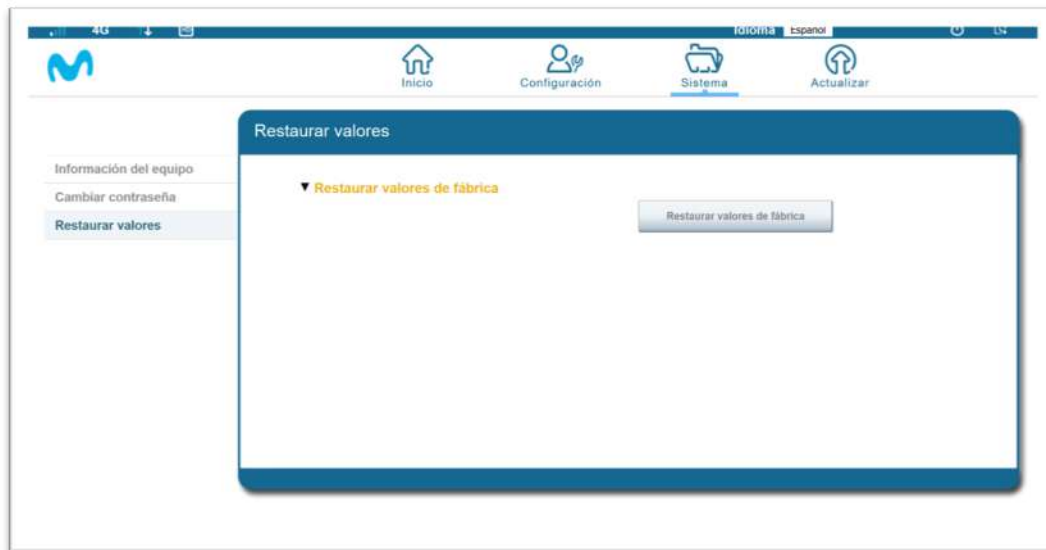 4G Idioma Español
Inicio Configuración Sistema Actualizar
Restaurar valores
Información del equipo
Cambiar contraseña
Restaurar valores
Restaurar valores de fábrica
Restaurar valores de fábrica